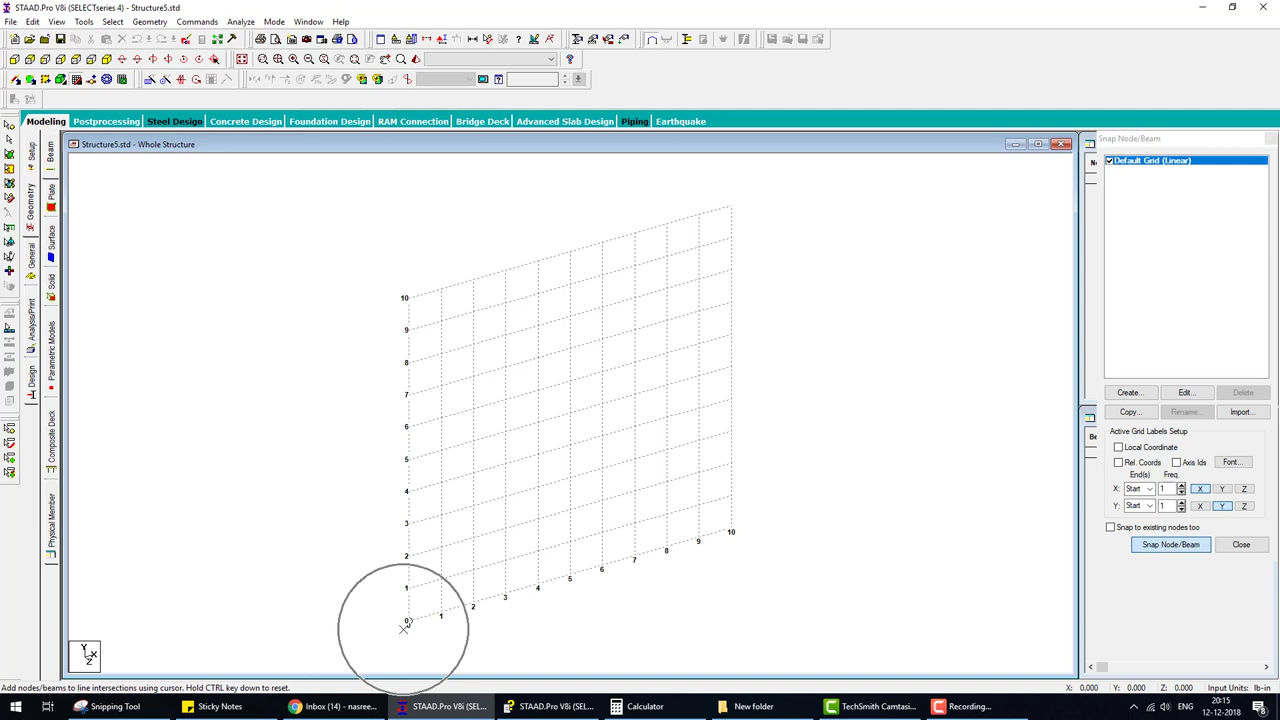 STAAD.Pro V8i (SELECTseries 4) - Structure5.std
File Edit View Tools Select Geometry Commands Analyze Mode Window Help
Modeling Postprocessing Steel Design Concrete Design Foundation Design RAM Connection Bridge Deck Advanced Slab Design Piping Earthquake
Structure5.std - Whole Structure
Setup
Geometry
General
Analysis/Print
Design
Beam
Plate
Surface
Solid
Parametric Models
Composite Deck
Physical Member
10
9
8
7
6
5
4
3
2
1
0
1
2
3
4
5
6
7
8
9
10
Y
X
Z
Snap Node/Beam
Default Grid (Linear)
Create... Edit... Delete
Copy... Rename... Import...
Active Grid Labels Setup
Local Coordinate
Rel. Coords Axis Ids Font...
End(s) Freq.
X: Start 1 X Y Z
Y: Start 1 X Y Z
Snap to existing nodes too
Snap Node/Beam Close
Add nodes/beams to line intersections using cursor. Hold CTRL key down to reset.
X: 0.000 Y: 0.000 Z: 0.000 Input Units: lb-in
Snipping Tool Sticky Notes Inbox (14) - nasree... STAAD.Pro V8i (SEL... STAAD.Pro V8i (SEL... Calculator New folder TechSmith Camtasi... Recording...
ENG
20:15
12-12-2018